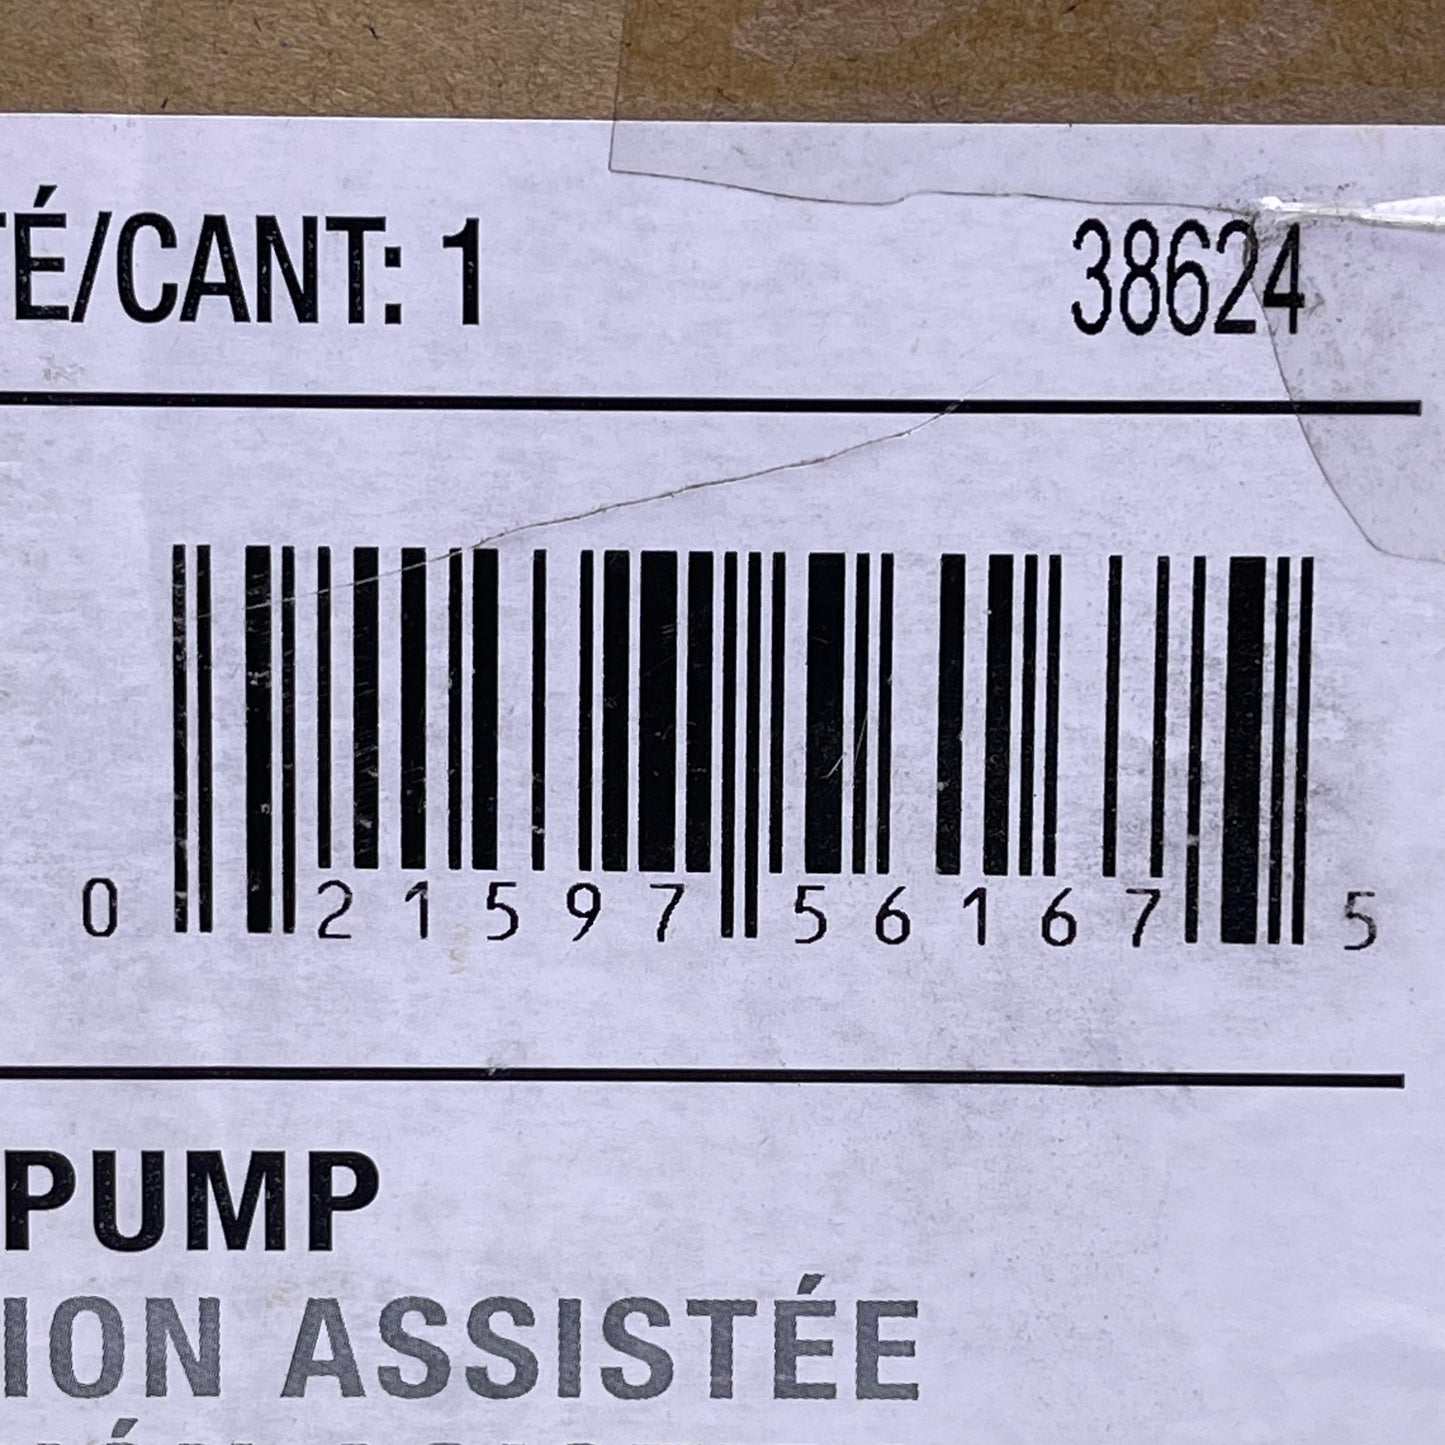 TÉ/CANT: 1 38624
0 21597 56167 5
PUMP
ION ASSISTÉE